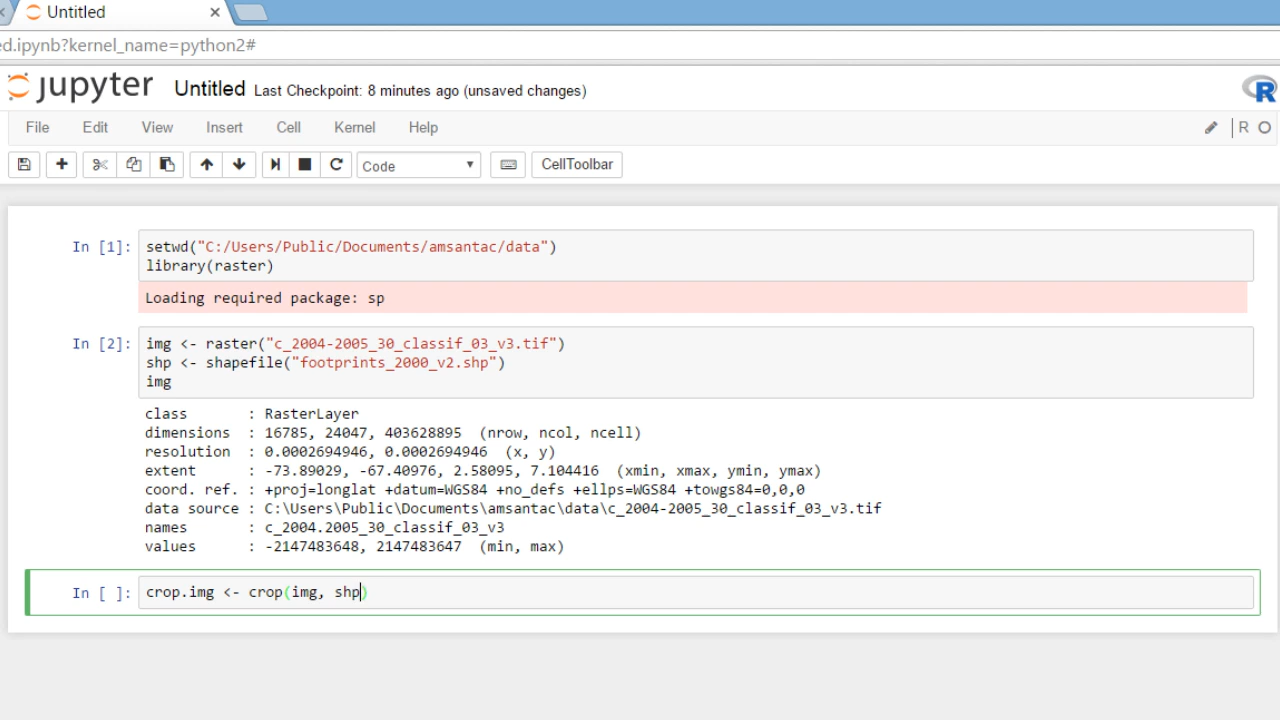 Untitled
ed.ipynb?kernel_name=python2#
jupyter Untitled Last Checkpoint: 8 minutes ago (unsaved changes)
R
File Edit View Insert Cell Kernel Help R
Code CellToolbar
In [1]: setwd("C:/Users/Public/Documents/amsantac/data")
library(raster)
Loading required package: sp
In [2]: img <- raster("c_2004-2005_30_classif_03_v3.tif")
shp <- shapefile("footprints_2000_v2.shp")
img
class : RasterLayer
dimensions : 16785, 24047, 403628895 (nrow, ncol, ncell)
resolution : 0.0002694946, 0.0002694946 (x, y)
extent : -73.89029, -67.40976, 2.58095, 7.104416 (xmin, xmax, ymin, ymax)
coord. ref. : +proj=longlat +datum=WGS84 +no_defs +ellps=WGS84 +towgs84=0,0,0
data source : C:\Users\Public\Documents\amsantac\data\c_2004-2005_30_classif_03_v3.tif
names : c_2004.2005_30_classif_03_v3
values : -2147483648, 2147483647 (min, max)
In [ ]: crop.img <- crop(img, shp)